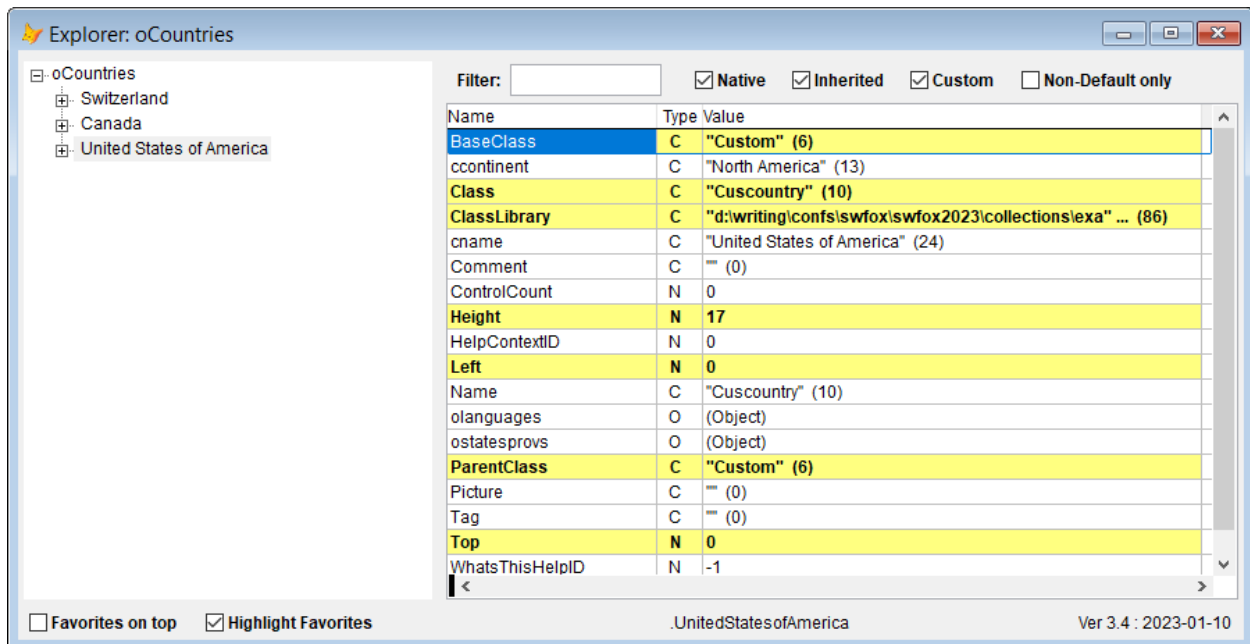 Explorer: oCountries
oCountries
Switzerland
Canada
United States of America
Filter: Native Inherited Custom Non-Default only
Name Type Value
BaseClass C "Custom" (6)
ccontinent C "North America" (13)
Class C "Cuscountry" (10)
ClassLibrary C "d:\writing\confs\swfox\swfox2023\collections\exa" ... (86)
cname C "United States of America" (24)
Comment C "" (0)
ControlCount N 0
Height N 17
HelpContextID N 0
Left N 0
Name C "Cuscountry" (10)
olanguages O (Object)
ostatesprovs O (Object)
ParentClass C "Custom" (6)
Picture C "" (0)
Tag C "" (0)
Top N 0
WhatsThisHelpID N -1
Favorites on top Highlight Favorites .UnitedStatesofAmerica Ver 3.4 : 2023-01-10